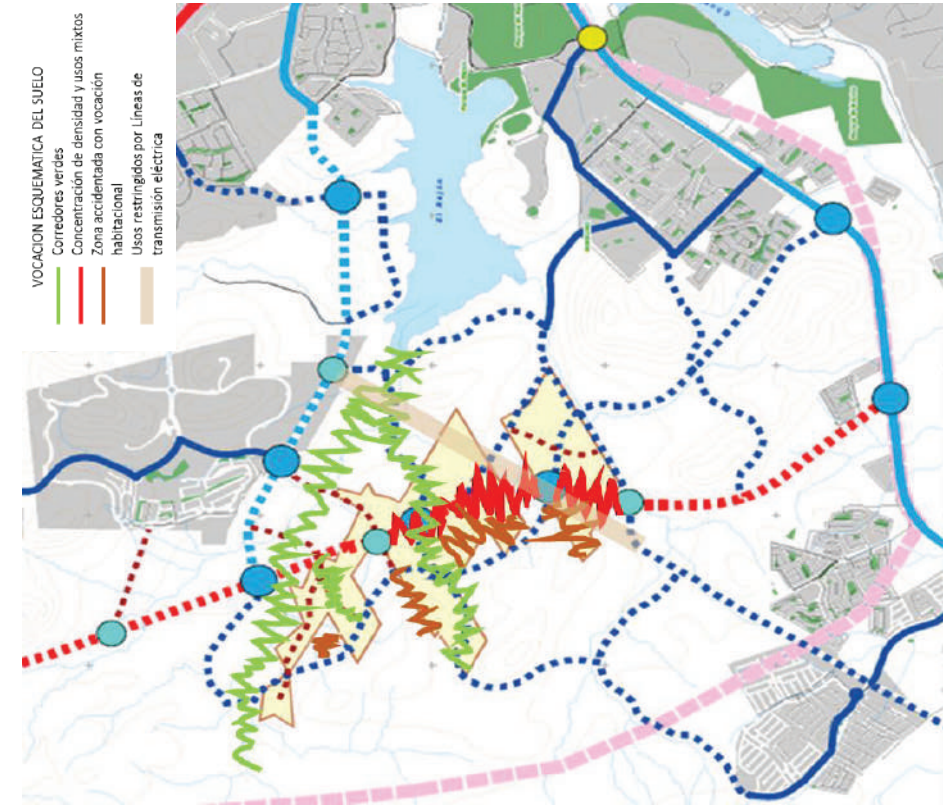 VOCACION ESQUEMATICA DEL SUELO
Corredores verdes
Concentración de densidad y usos mixtos
Zona accidentada con vocación
habitacional
Usos restringidos por Lineas de
transmisión eléctrica